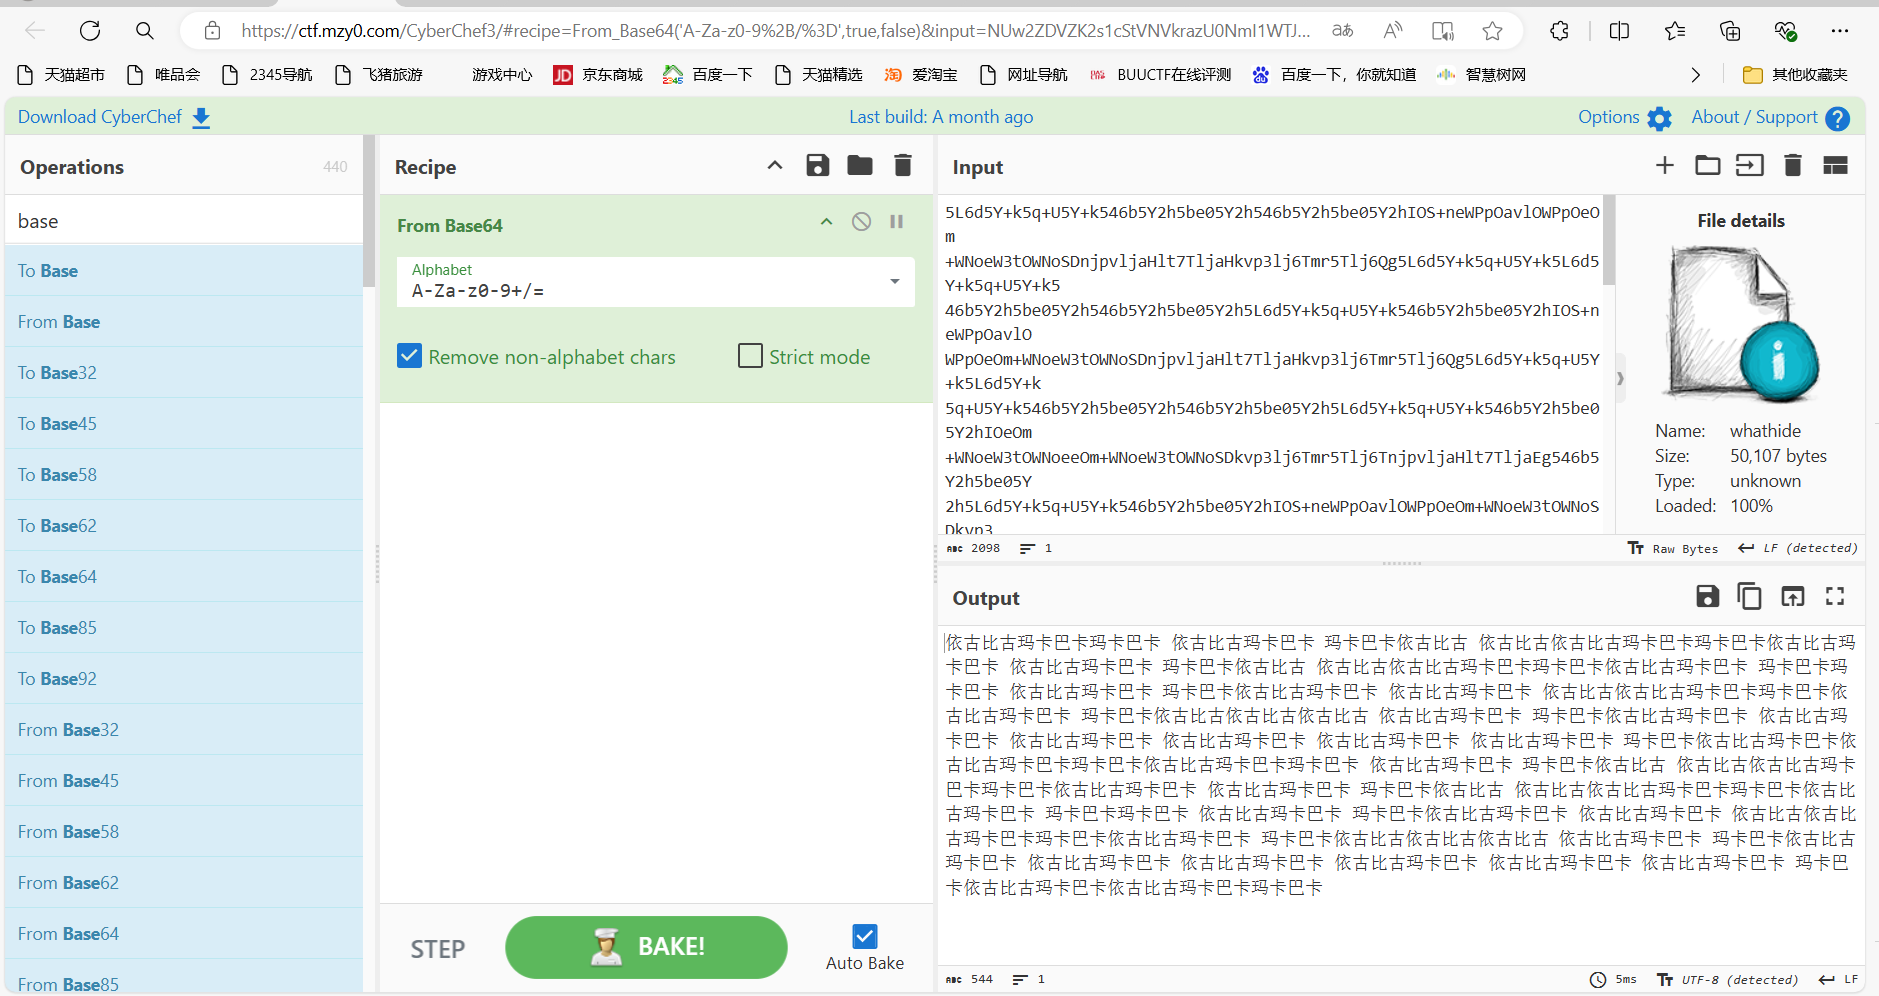 https://ctf.mzy0.com/CyberChef3/#recipe=From_Base64('A-Za-z0-9%2B/%3D',true,false)&input=NUw2ZDVZK2s1cStVNVkrazU0NmI1WTJ...
天猫超市 唯品会 2345导航 飞猪旅游 游戏中心 JD 京东商城 2345 百度一下 天猫精选 淘 爱淘宝 网址导航 BUUCTF在线评测 百度一下，你就知道 智慧树网 其他收藏夹
Download CyberChef Last build: A month ago Options About / Support
Operations 440
base
To Base
From Base
To Base32
To Base45
To Base58
To Base62
To Base64
To Base85
To Base92
From Base32
From Base45
From Base58
From Base62
From Base64
From Base85
Recipe
From Base64
Alphabet
A-Za-z0-9+/=
Remove non-alphabet chars Strict mode
STEP BAKE! Auto Bake
Input
5L6d5Y+k5q+U5Y+k546b5Y2h5be05Y2h546b5Y2h5be05Y2hIOS+neWPpOavlOWPpOeO
m
+WNoeW3tOWNoSDnjpvljaHlt7TljaHkvp3lj6Tmr5Tlj6Qg5L6d5Y+k5q+U5Y+k5L6d5
Y+k5q+U5Y+k5
46b5Y2h5be05Y2h546b5Y2h5be05Y2h5L6d5Y+k5q+U5Y+k546b5Y2h5be05Y2hIOS+n
eWPpOavlO
WPpOeOm+WNoeW3tOWNoSDnjpvljaHlt7TljaHkvp3lj6Tmr5Tlj6Qg5L6d5Y+k5q+U5Y
+k5L6d5Y+k
5q+U5Y+k546b5Y2h5be05Y2h546b5Y2h5be05Y2h5L6d5Y+k5q+U5Y+k546b5Y2h5be0
5Y2hIOeOm
+WNoeW3tOWNoeeOm+WNoeW3tOWNoSDkvp3lj6Tmr5Tlj6TnjpvljaHlt7TljaEg546b5
Y2h5be05Y
2h5L6d5Y+k5q+U5Y+k546b5Y2h5be05Y2hIOS+neWPpOavlOWPpOeOm+WNoeW3tOWNoS
Dkvp3
File details
Name: whathide
Size: 50,107 bytes
Type: unknown
Loaded: 100%
ABC 2098 1 Raw Bytes LF (detected)
Output
依古比古玛卡巴卡玛卡巴卡 依古比古玛卡巴卡 玛卡巴卡依古比古 依古比古依古比古玛卡巴卡玛卡巴卡依古比古玛
卡巴卡 依古比古玛卡巴卡 玛卡巴卡依古比古 依古比古依古比古玛卡巴卡玛卡巴卡依古比古玛卡巴卡 玛卡巴卡玛
卡巴卡 依古比古玛卡巴卡 玛卡巴卡依古比古玛卡巴卡 依古比古玛卡巴卡 依古比古依古比古玛卡巴卡玛卡巴卡依
古比古玛卡巴卡 玛卡巴卡依古比古依古比古依古比古 依古比古玛卡巴卡 玛卡巴卡依古比古玛卡巴卡 依古比古玛
卡巴卡 依古比古玛卡巴卡 依古比古玛卡巴卡 依古比古玛卡巴卡 依古比古玛卡巴卡 玛卡巴卡依古比古玛卡巴卡依
古比古玛卡巴卡玛卡巴卡依古比古玛卡巴卡玛卡巴卡 依古比古玛卡巴卡 玛卡巴卡依古比古 依古比古依古比古玛卡
巴卡玛卡巴卡依古比古玛卡巴卡 依古比古玛卡巴卡 玛卡巴卡依古比古 依古比古依古比古玛卡巴卡玛卡巴卡依古比
古玛卡巴卡 玛卡巴卡玛卡巴卡 依古比古玛卡巴卡 玛卡巴卡依古比古玛卡巴卡 依古比古玛卡巴卡 依古比古依古比
古玛卡巴卡玛卡巴卡依古比古玛卡巴卡 玛卡巴卡依古比古依古比古依古比古 依古比古玛卡巴卡 玛卡巴卡依古比古
玛卡巴卡 依古比古玛卡巴卡 依古比古玛卡巴卡 依古比古玛卡巴卡 依古比古玛卡巴卡 依古比古玛卡巴卡 玛卡巴
卡依古比古玛卡巴卡依古比古玛卡巴卡玛卡巴卡
ABC 544 1 5ms UTF-8 (detected) LF